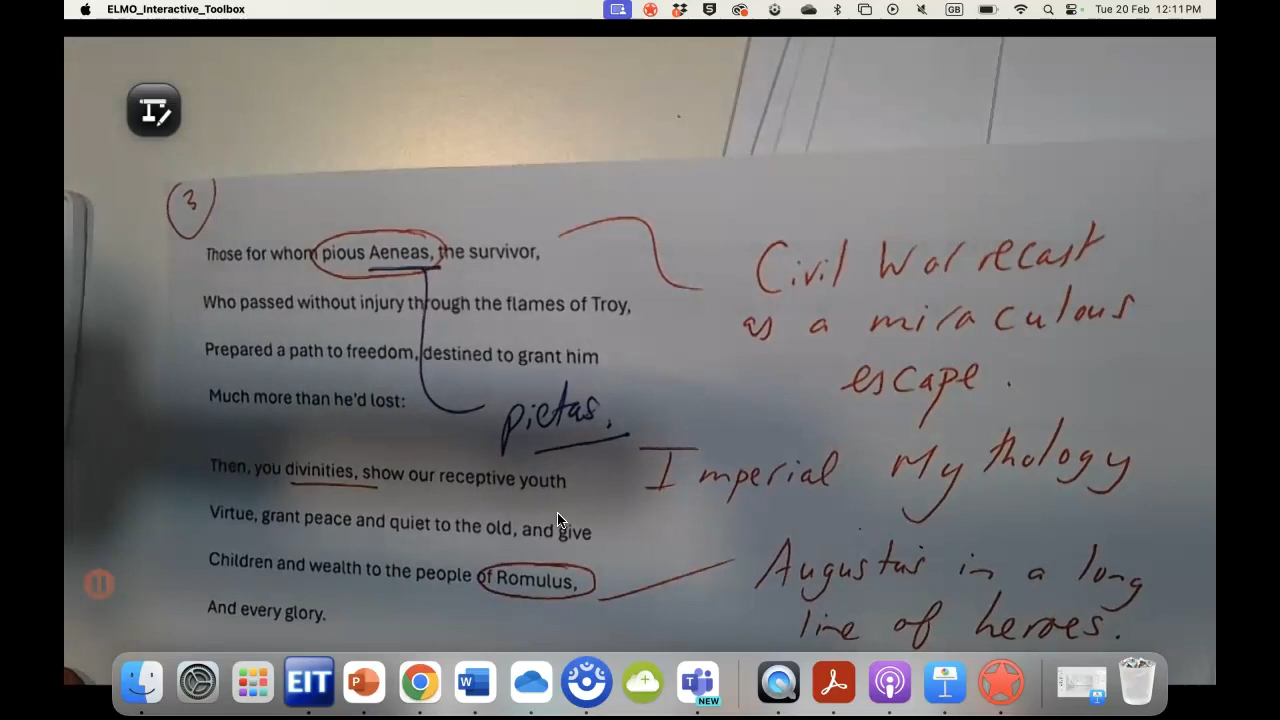 ELMO_Interactive_Toolbox
GB
Tue 20 Feb 12:11 PM
3
Those for whom pious Aeneas, the survivor,
Who passed without injury through the flames of Troy,
Prepared a path to freedom, destined to grant him
Much more than he'd lost:
pietas.
Then, you divinities, show our receptive youth
Virtue, grant peace and quiet to the old, and give
Children and wealth to the people of Romulus,
And every glory.
Civil War recast
as a miraculous
escape.
Imperial Mythology
Augustus in a long
line of heroes.
EIT
P
W
NEW